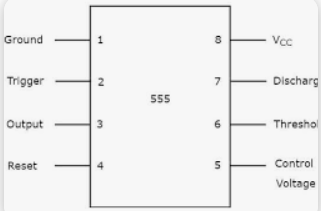 Ground 1 8 VCC
Trigger 2 7 Discharg
555
Output 3 6 Threshol
Reset 4 5 Control
Voltage